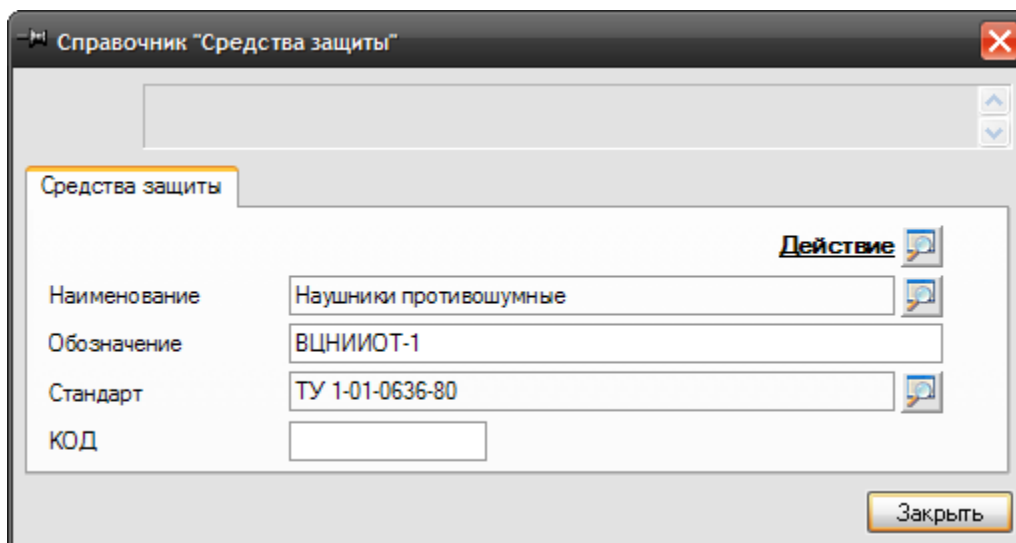 Справочник "Средства защиты"
Средства защиты
Действие
Наименование Наушники противошумные
Обозначение ВЦНИИОТ-1
Стандарт ТУ 1-01-0636-80
КОД
Закрыть